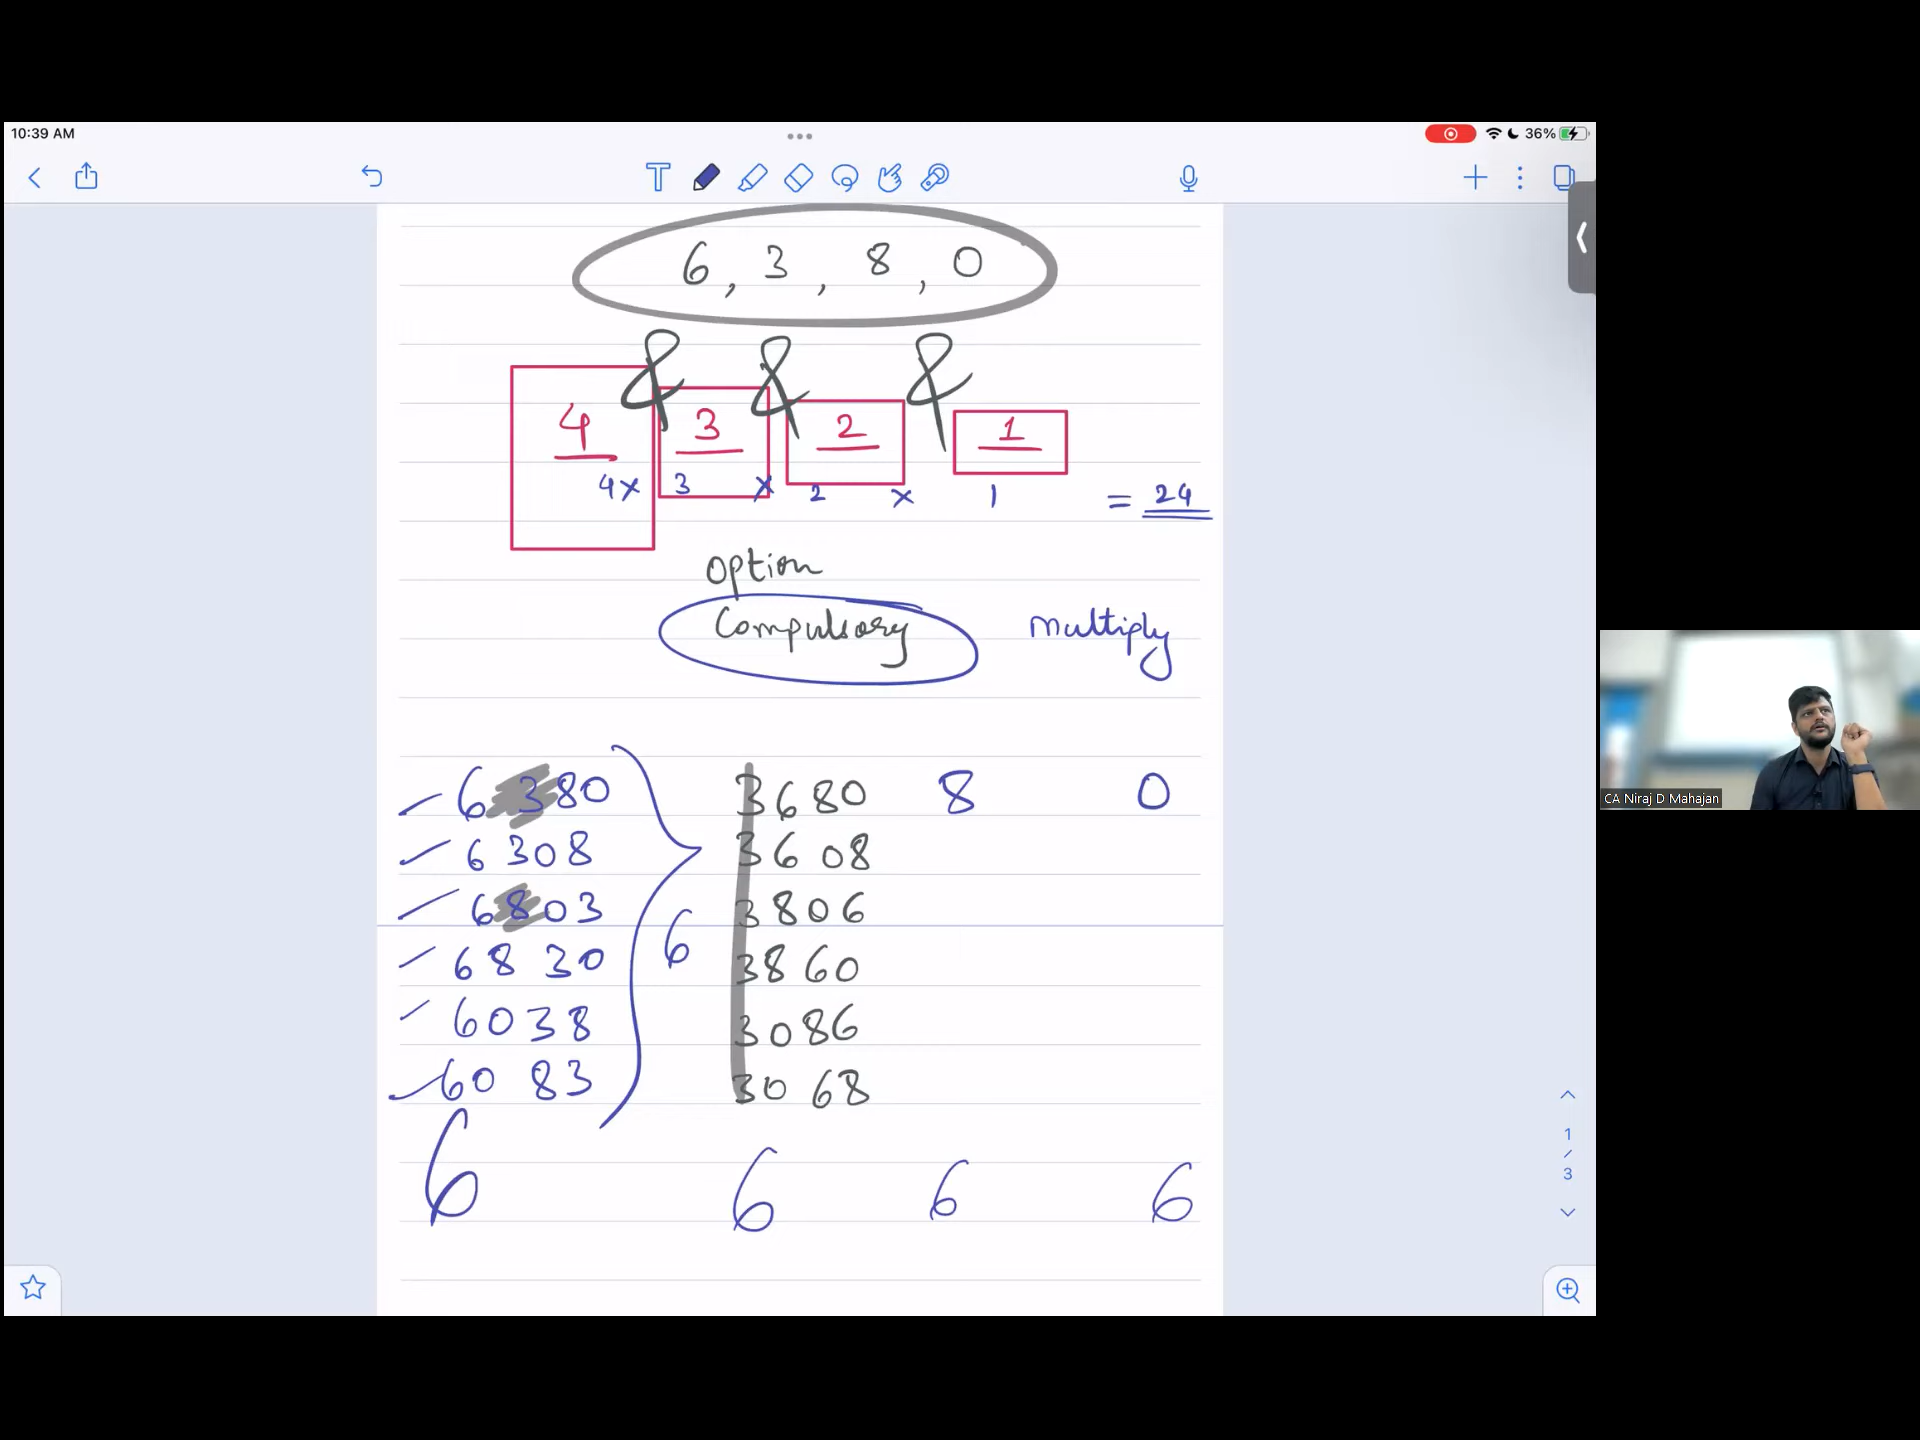 10:39 AM
36%
T
6, 3, 8, 0
& & &
4 3 2 1
4 x 3 x 2 x 1 = 24
option
Compulsory multiply
6380 3680 8 0
6308 3608
6803 3806
6830 6 3860
6038 3086
6083 3068
6 6 6 6
1
/
3
CA Niraj D Mahajan